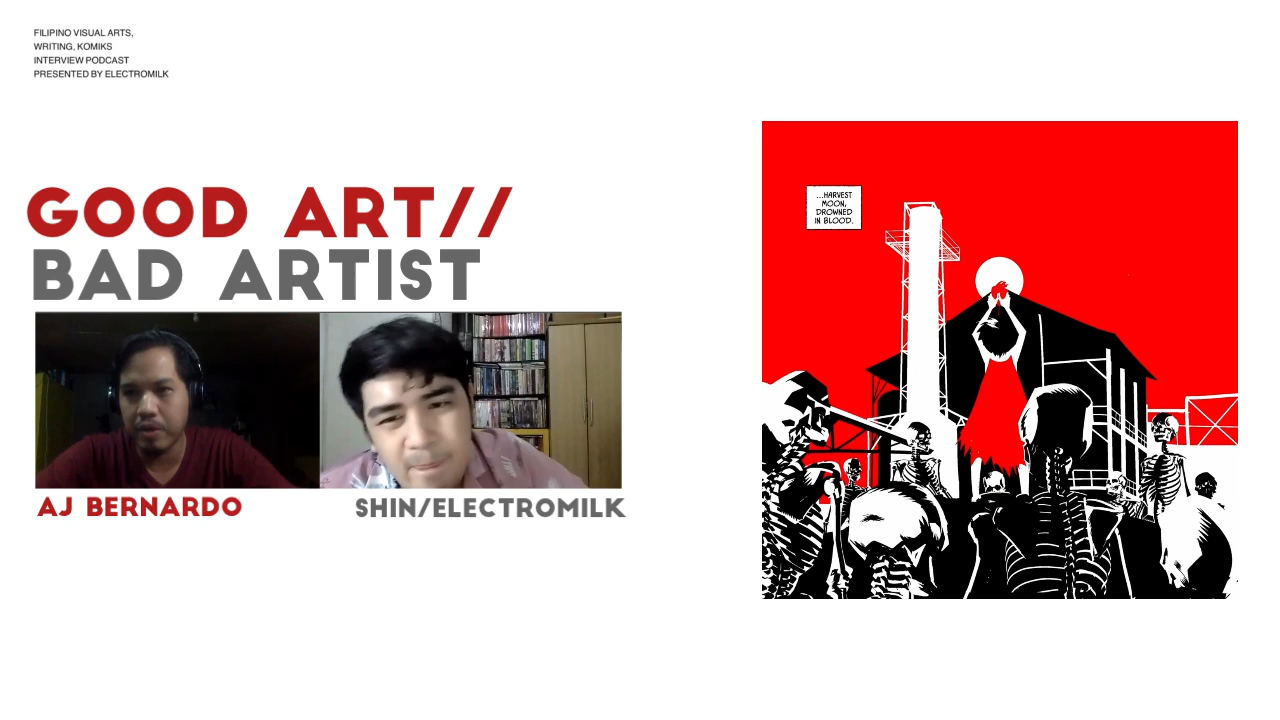 FILIPINO VISUAL ARTS,
WRITING, KOMIKS
INTERVIEW PODCAST
PRESENTED BY ELECTROMILK
GOOD ART//
BAD ARTIST
AJ BERNARDO
SHIN/ELECTROMILK
...HARVEST
MOON,
DROWNED
IN BLOOD.